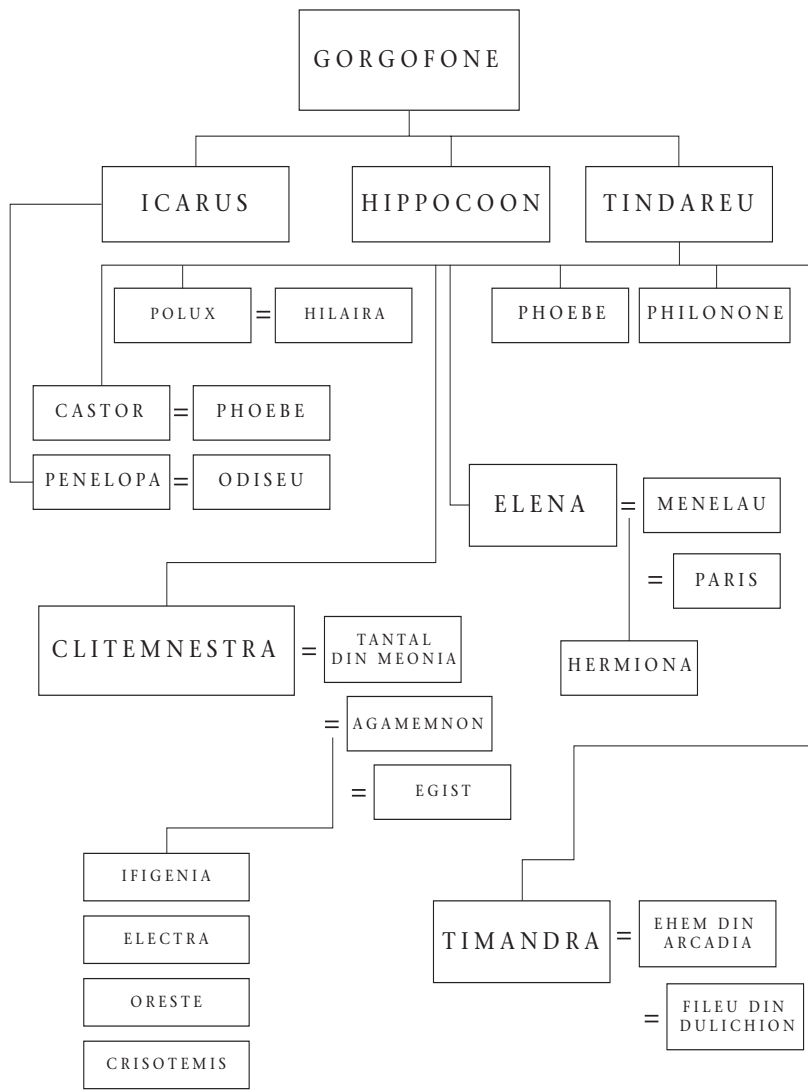 GORGOFONE
ICARUS
HIPPOCOON
TINDAREU
POLUX
=
HILAIRA
PHOEBE
PHILONONE
CASTOR
=
PHOEBE
PENELOPA
=
ODISEU
ELENA
=
MENELAU
=
PARIS
HERMIONA
CLITEMNESTRA
=
TANTAL
DIN MEONIA
=
AGAMEMNON
=
EGIST
IFIGENIA
ELECTRA
ORESTE
CRISOTEMIS
TIMANDRA
=
EHEM DIN
ARCADIA
=
FILEU DIN
DULICHION